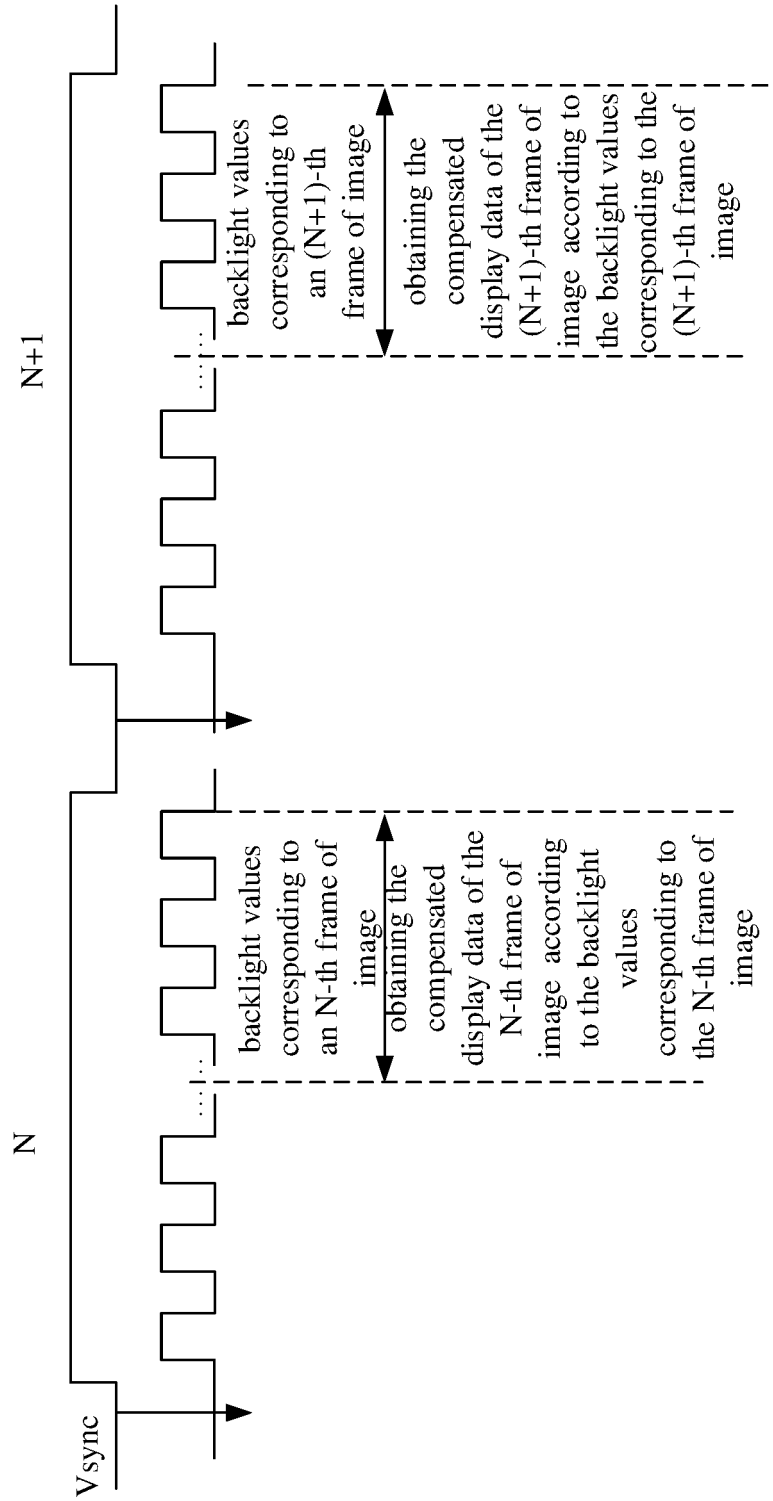 N
N+1
Vsync
......
......
backlight values
corresponding to
an N-th frame of
image
obtaining the
compensated
display data of the
N-th frame of
image according
to the backlight
values
corresponding to
the N-th frame of
image
backlight values
corresponding to
an (N+1)-th
frame of image
obtaining the
compensated
display data of the
(N+1)-th frame of
image according to
the backlight values
corresponding to the
(N+1)-th frame of
image